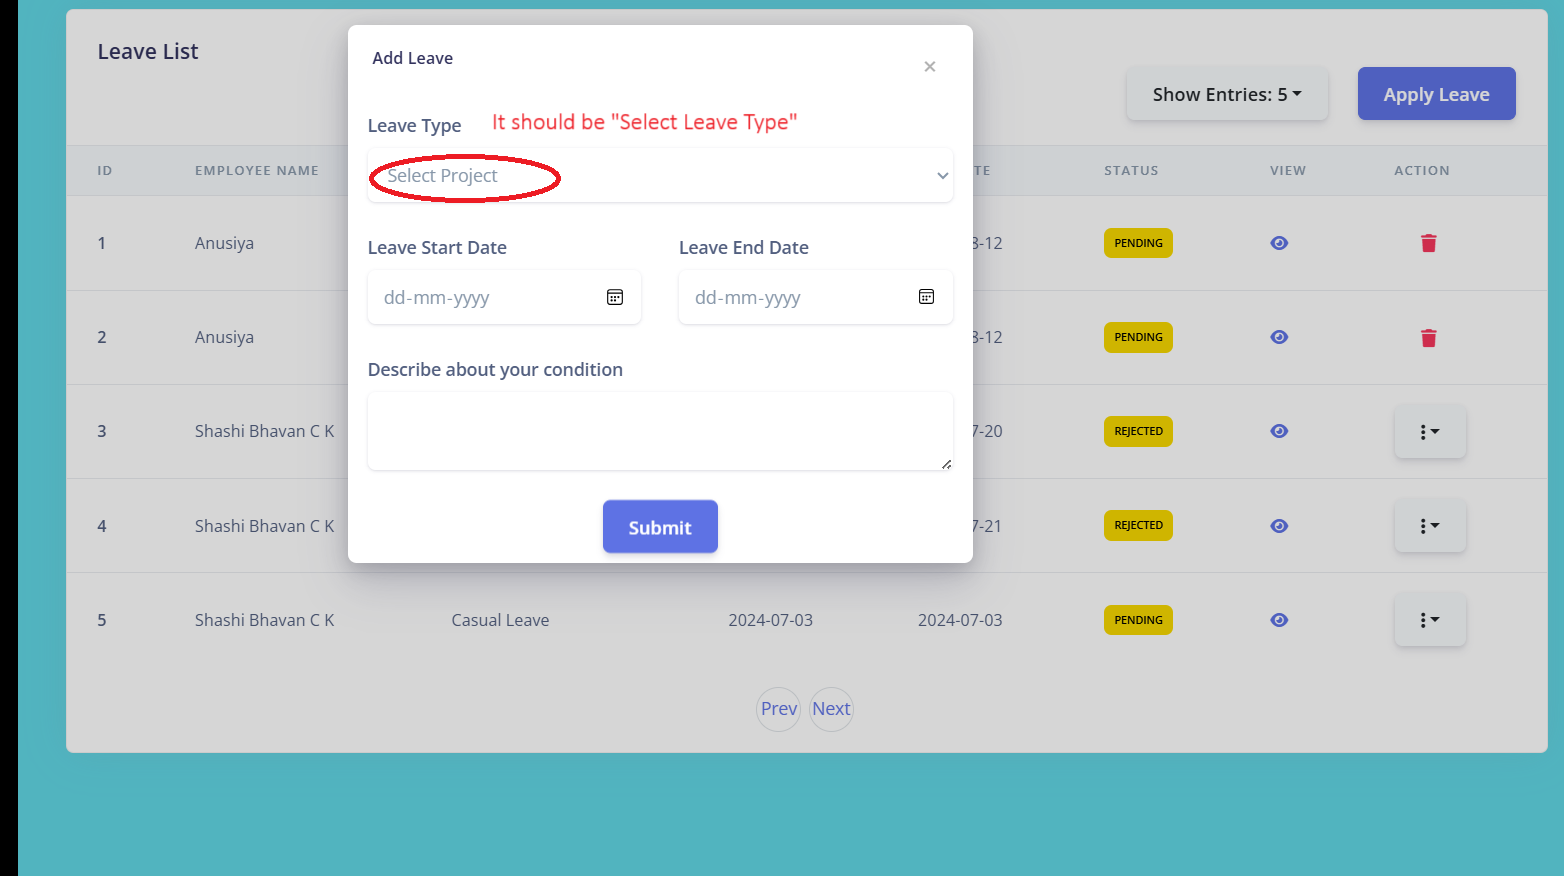 Leave List
Add Leave
×
Show Entries: 5
Apply Leave
Leave Type
It should be "Select Leave Type"
Select Project
ID EMPLOYEE NAME TE STATUS VIEW ACTION
1 Anusiya 8-12 PENDING
Leave Start Date Leave End Date
dd-mm-yyyy dd-mm-yyyy
2 Anusiya 8-12 PENDING
Describe about your condition
3 Shashi Bhavan C K 7-20 REJECTED
4 Shashi Bhavan C K 7-21 REJECTED
Submit
5 Shashi Bhavan C K Casual Leave 2024-07-03 2024-07-03 PENDING
Prev Next